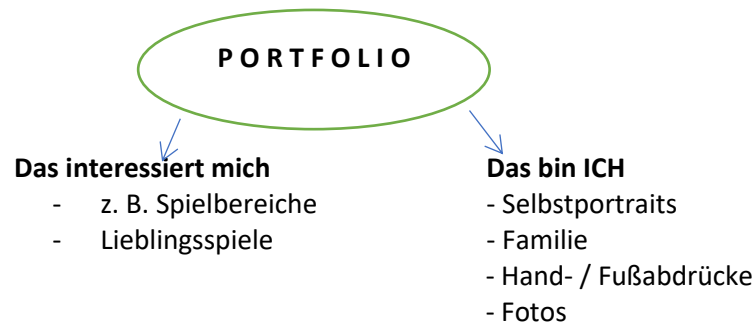 P O R T F O L I O
Das interessiert mich
- z. B. Spielbereiche
- Lieblingsspiele
Das bin ICH
- Selbstportraits
- Familie
- Hand- / Fußabdrücke
- Fotos